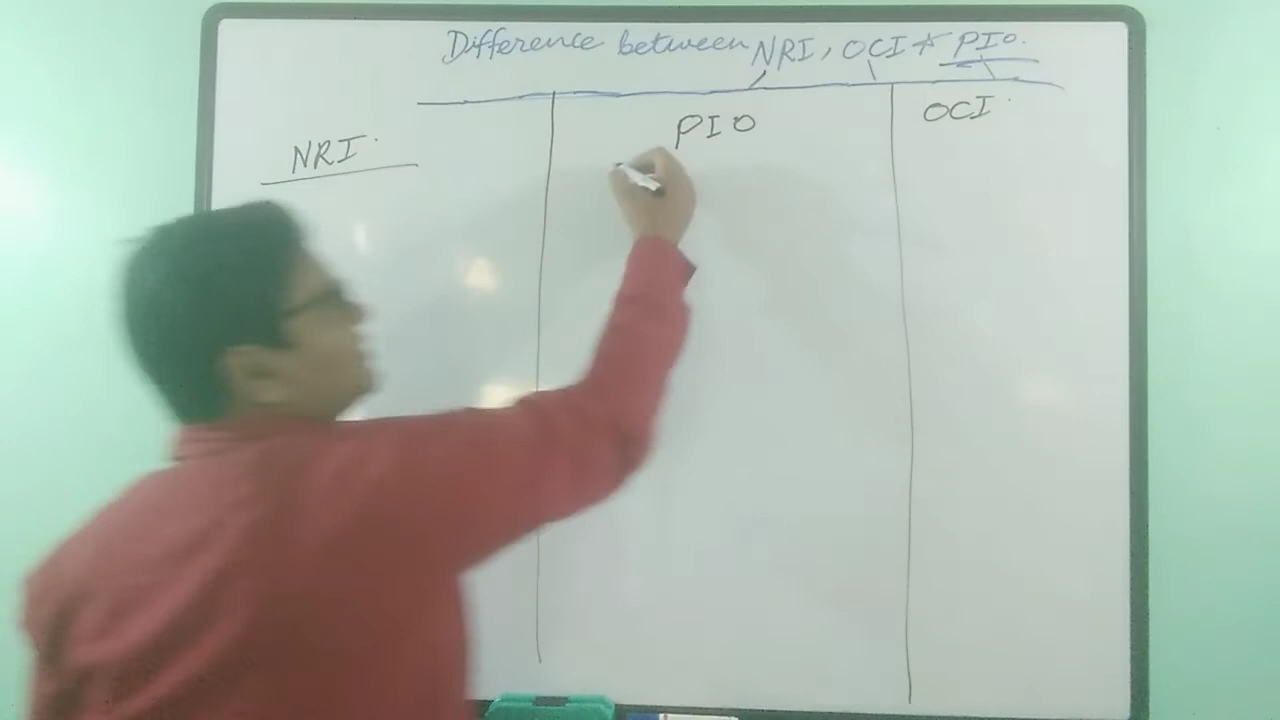 Difference between NRI, OCI & PIO.
NRI.
PIO
OCI